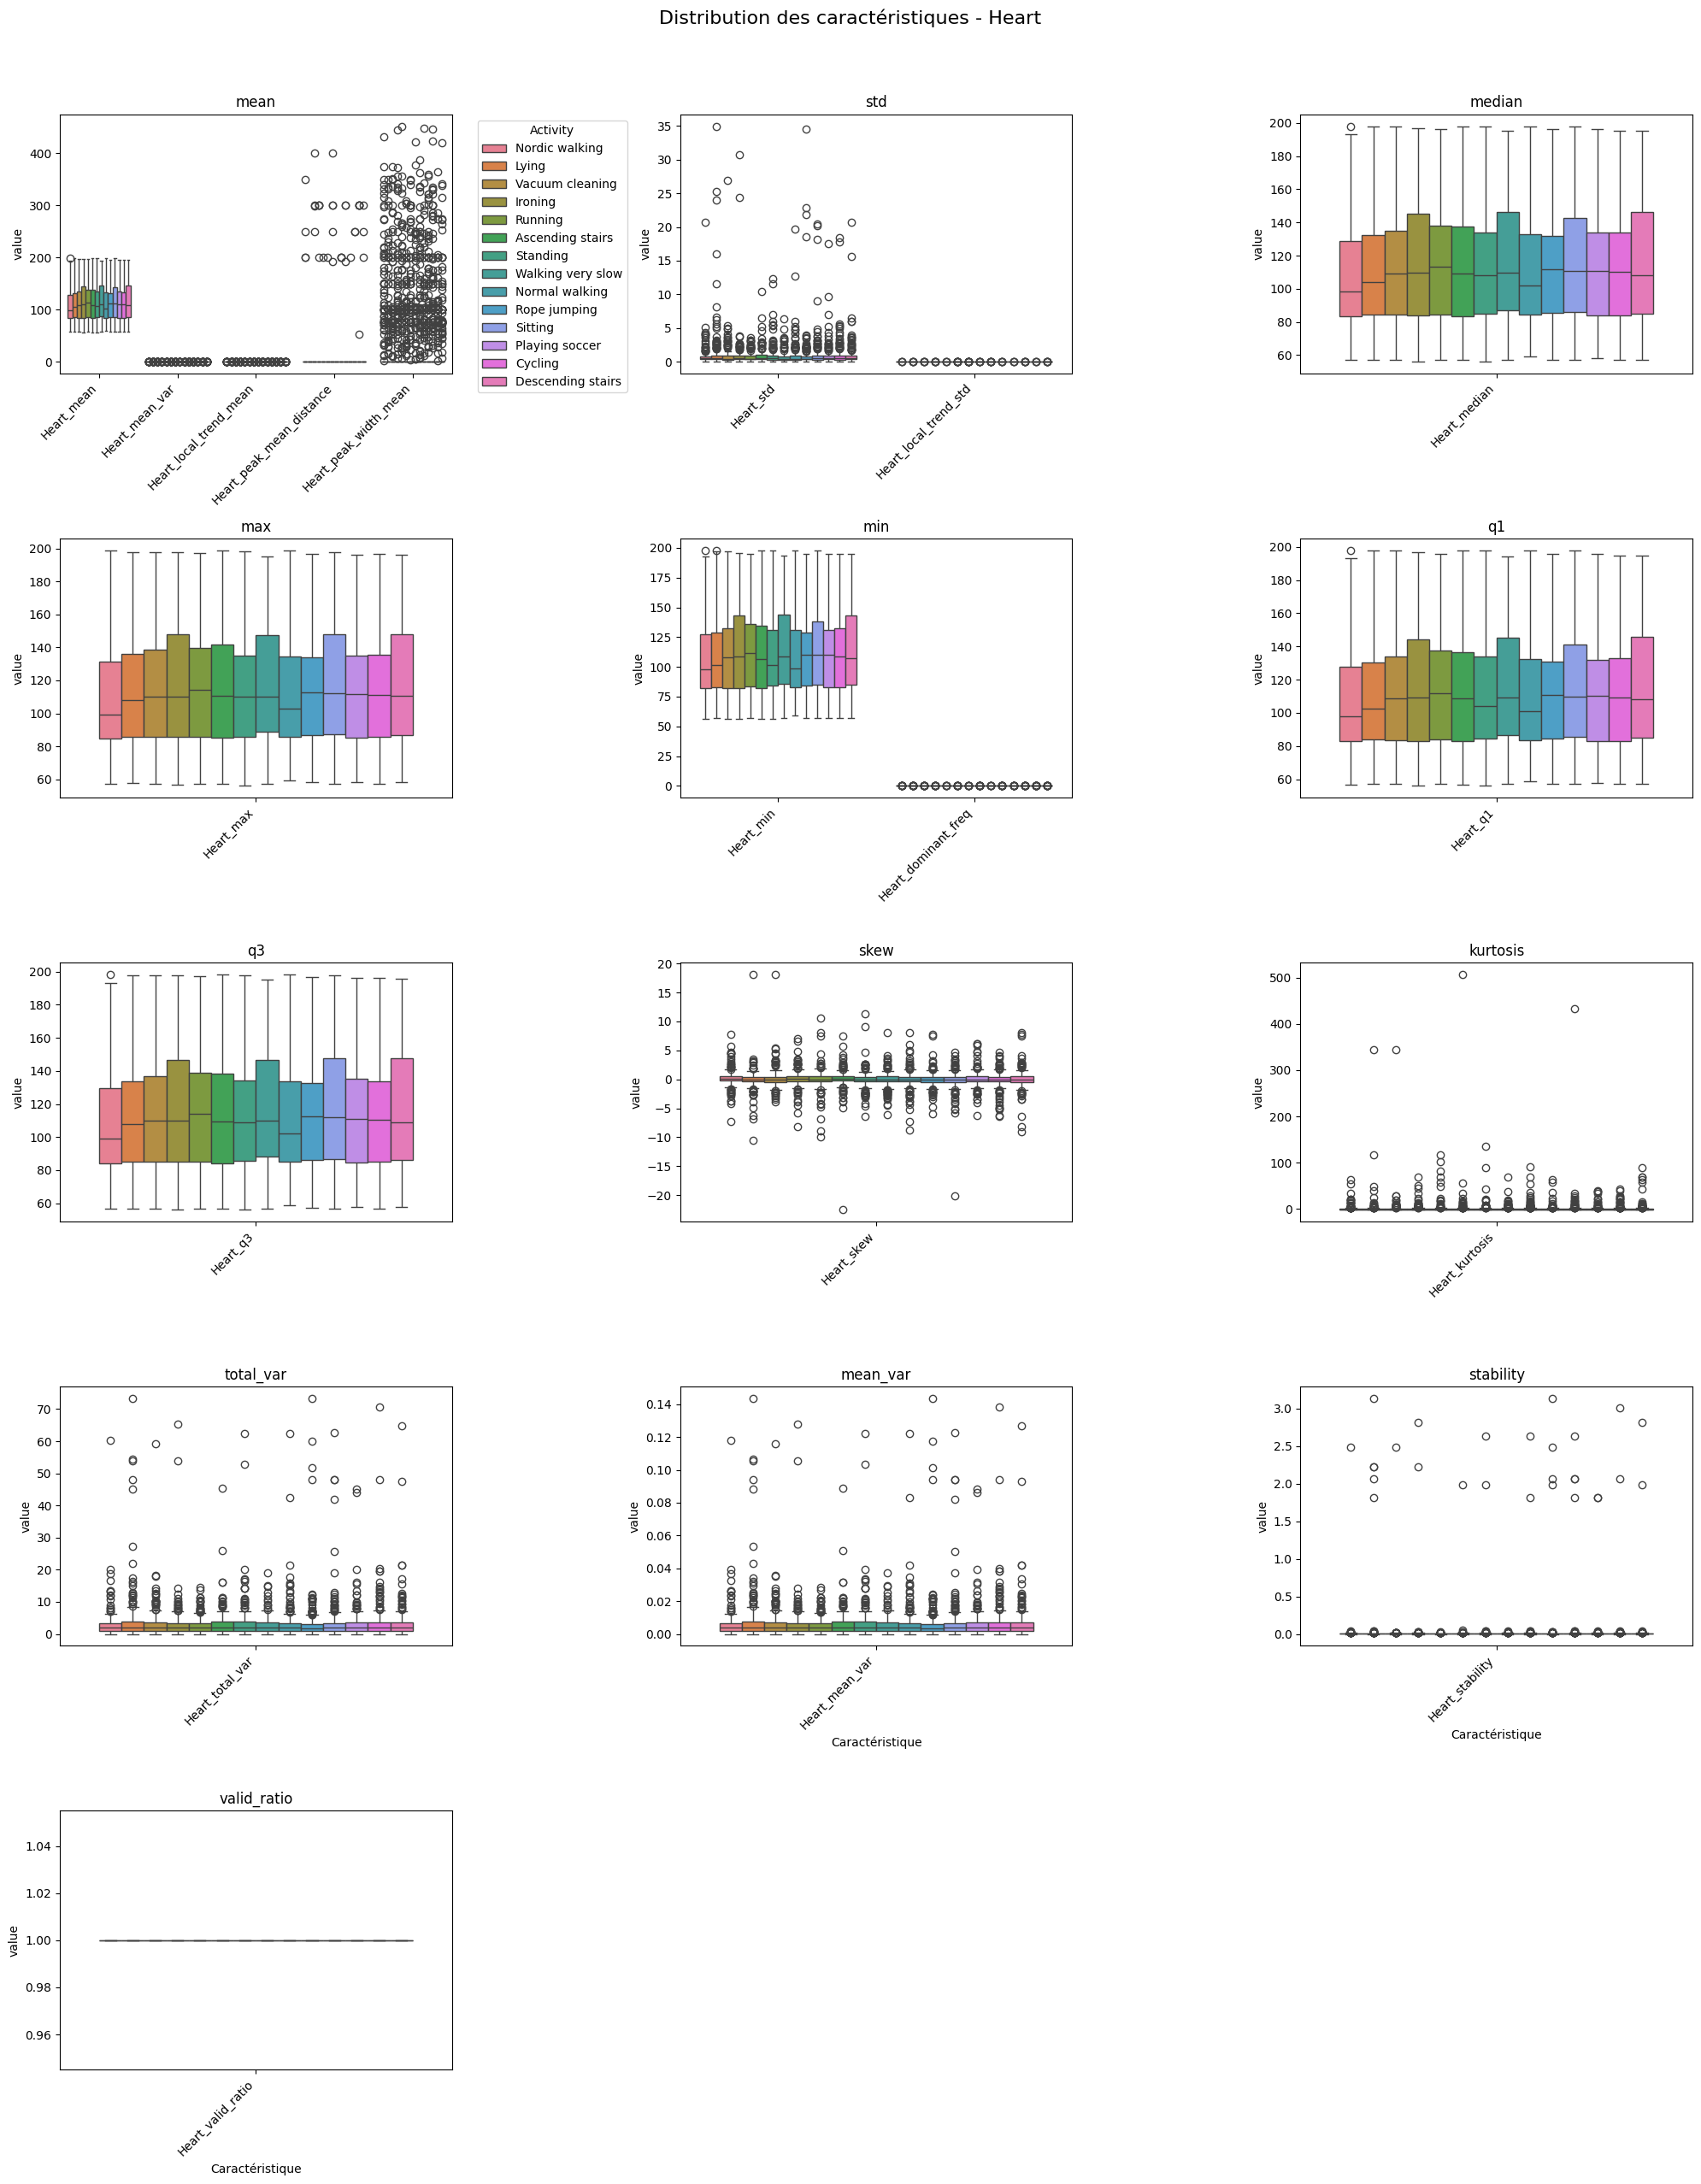 Distribution des caractéristiques - Heart
mean
value
400
300
200
100
0
Heart_mean
Heart_mean_var
Heart_local_trend_mean
Heart_peak_mean_distance
Heart_peak_width_mean
Activity
Nordic walking
Lying
Vacuum cleaning
Ironing
Running
Ascending stairs
Standing
Walking very slow
Normal walking
Rope jumping
Sitting
Playing soccer
Cycling
Descending stairs
std
value
35
30
25
20
15
10
5
0
Heart_std
Heart_local_trend_std
median
value
200
180
160
140
120
100
80
60
Heart_median
max
value
200
180
160
140
120
100
80
60
Heart_max
min
value
200
175
150
125
100
75
50
25
0
Heart_min
Heart_dominant_freq
q1
value
200
180
160
140
120
100
80
60
Heart_q1
q3
value
200
180
160
140
120
100
80
60
Heart_q3
skew
value
20
15
10
5
0
−5
−10
−15
−20
Heart_skew
kurtosis
value
500
400
300
200
100
0
Heart_kurtosis
total_var
value
70
60
50
40
30
20
10
0
Heart_total_var
mean_var
value
0.14
0.12
0.10
0.08
0.06
0.04
0.02
0.00
Heart_mean_var
Caractéristique
stability
value
3.0
2.5
2.0
1.5
1.0
0.5
0.0
Heart_stability
Caractéristique
valid_ratio
value
1.04
1.02
1.00
0.98
0.96
Heart_valid_ratio
Caractéristique